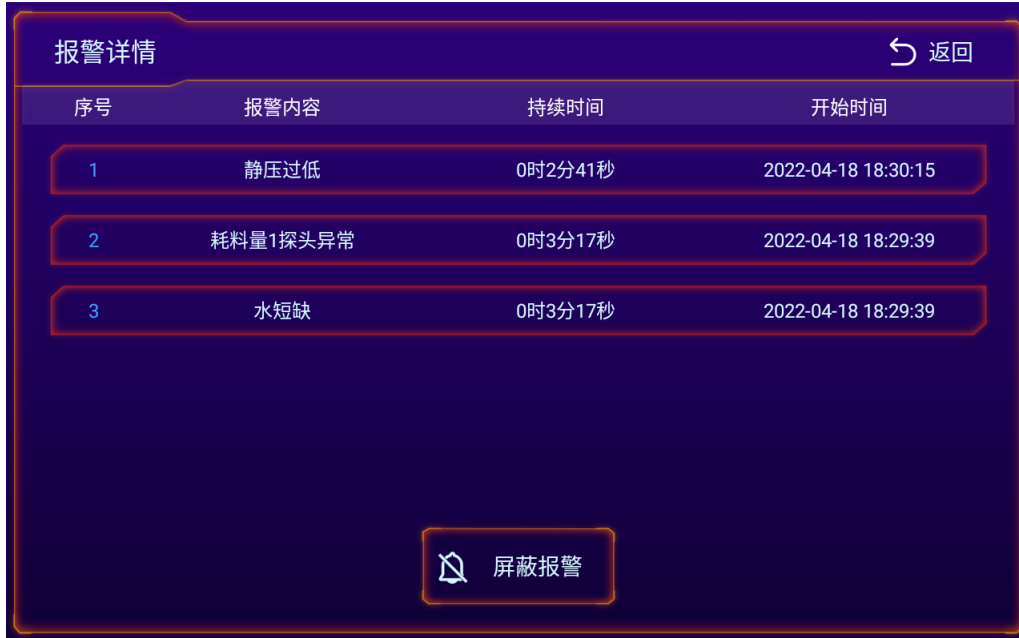 报警详情 返回
序号 报警内容 持续时间 开始时间
1 静压过低 0时2分41秒 2022-04-18 18:30:15
2 耗料量1探头异常 0时3分17秒 2022-04-18 18:29:39
3 水短缺 0时3分17秒 2022-04-18 18:29:39
屏蔽报警